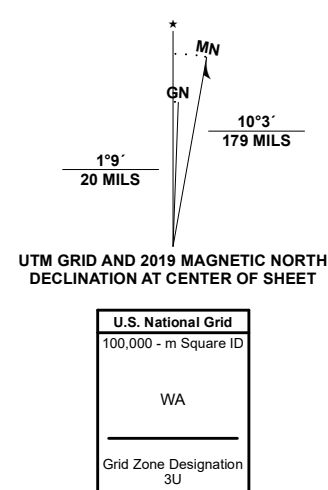 ★
MN
GN
10°3´
179 MILS
1°9´
20 MILS
UTM GRID AND 2019 MAGNETIC NORTH
DECLINATION AT CENTER OF SHEET
U.S. National Grid
100,000 - m Square ID
WA
Grid Zone Designation
3U